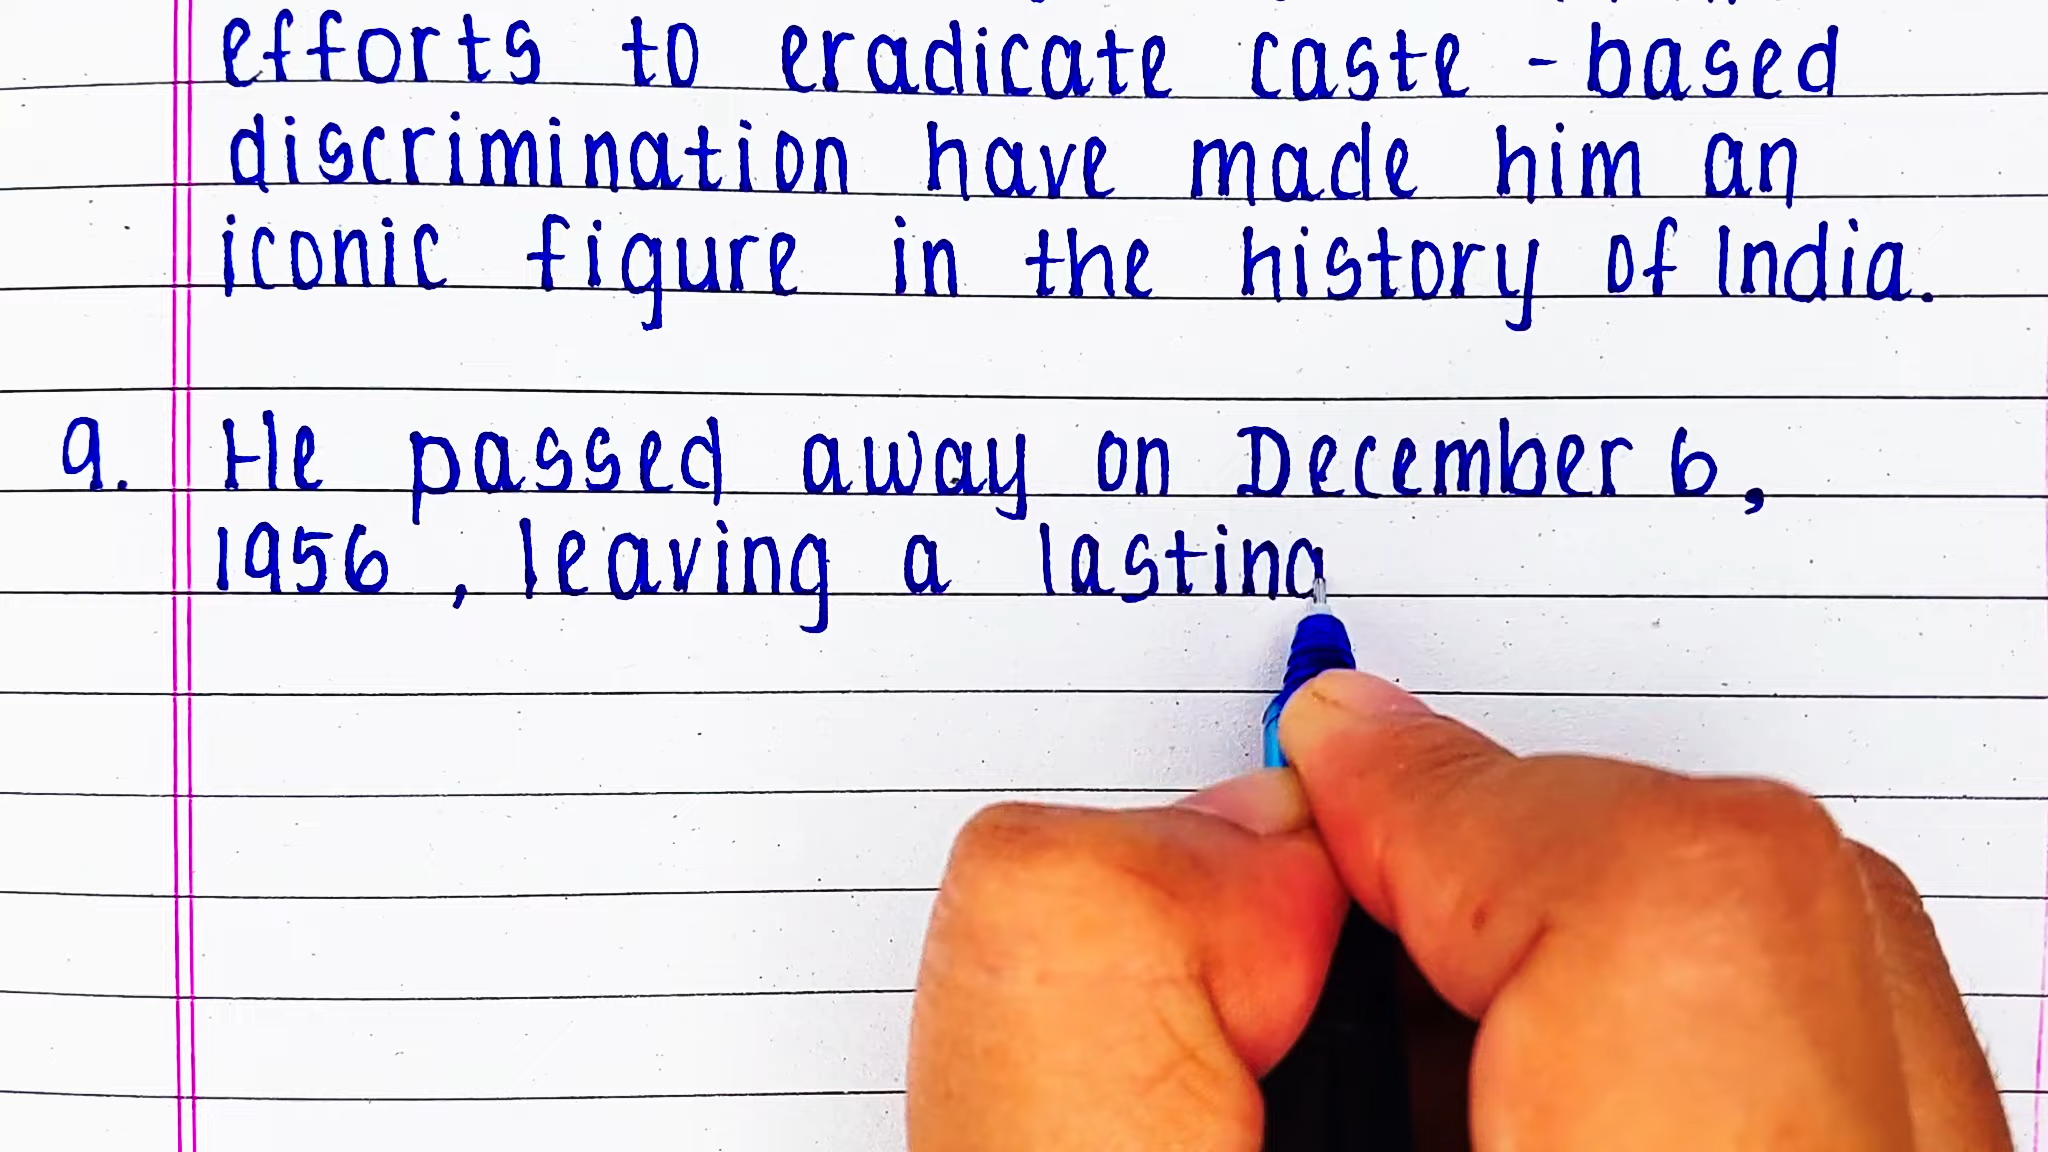 efforts to eradicate caste - based
discrimination have made him an
iconic figure in the history of India.
9. He passed away on December 6,
1956, leaving a lasting